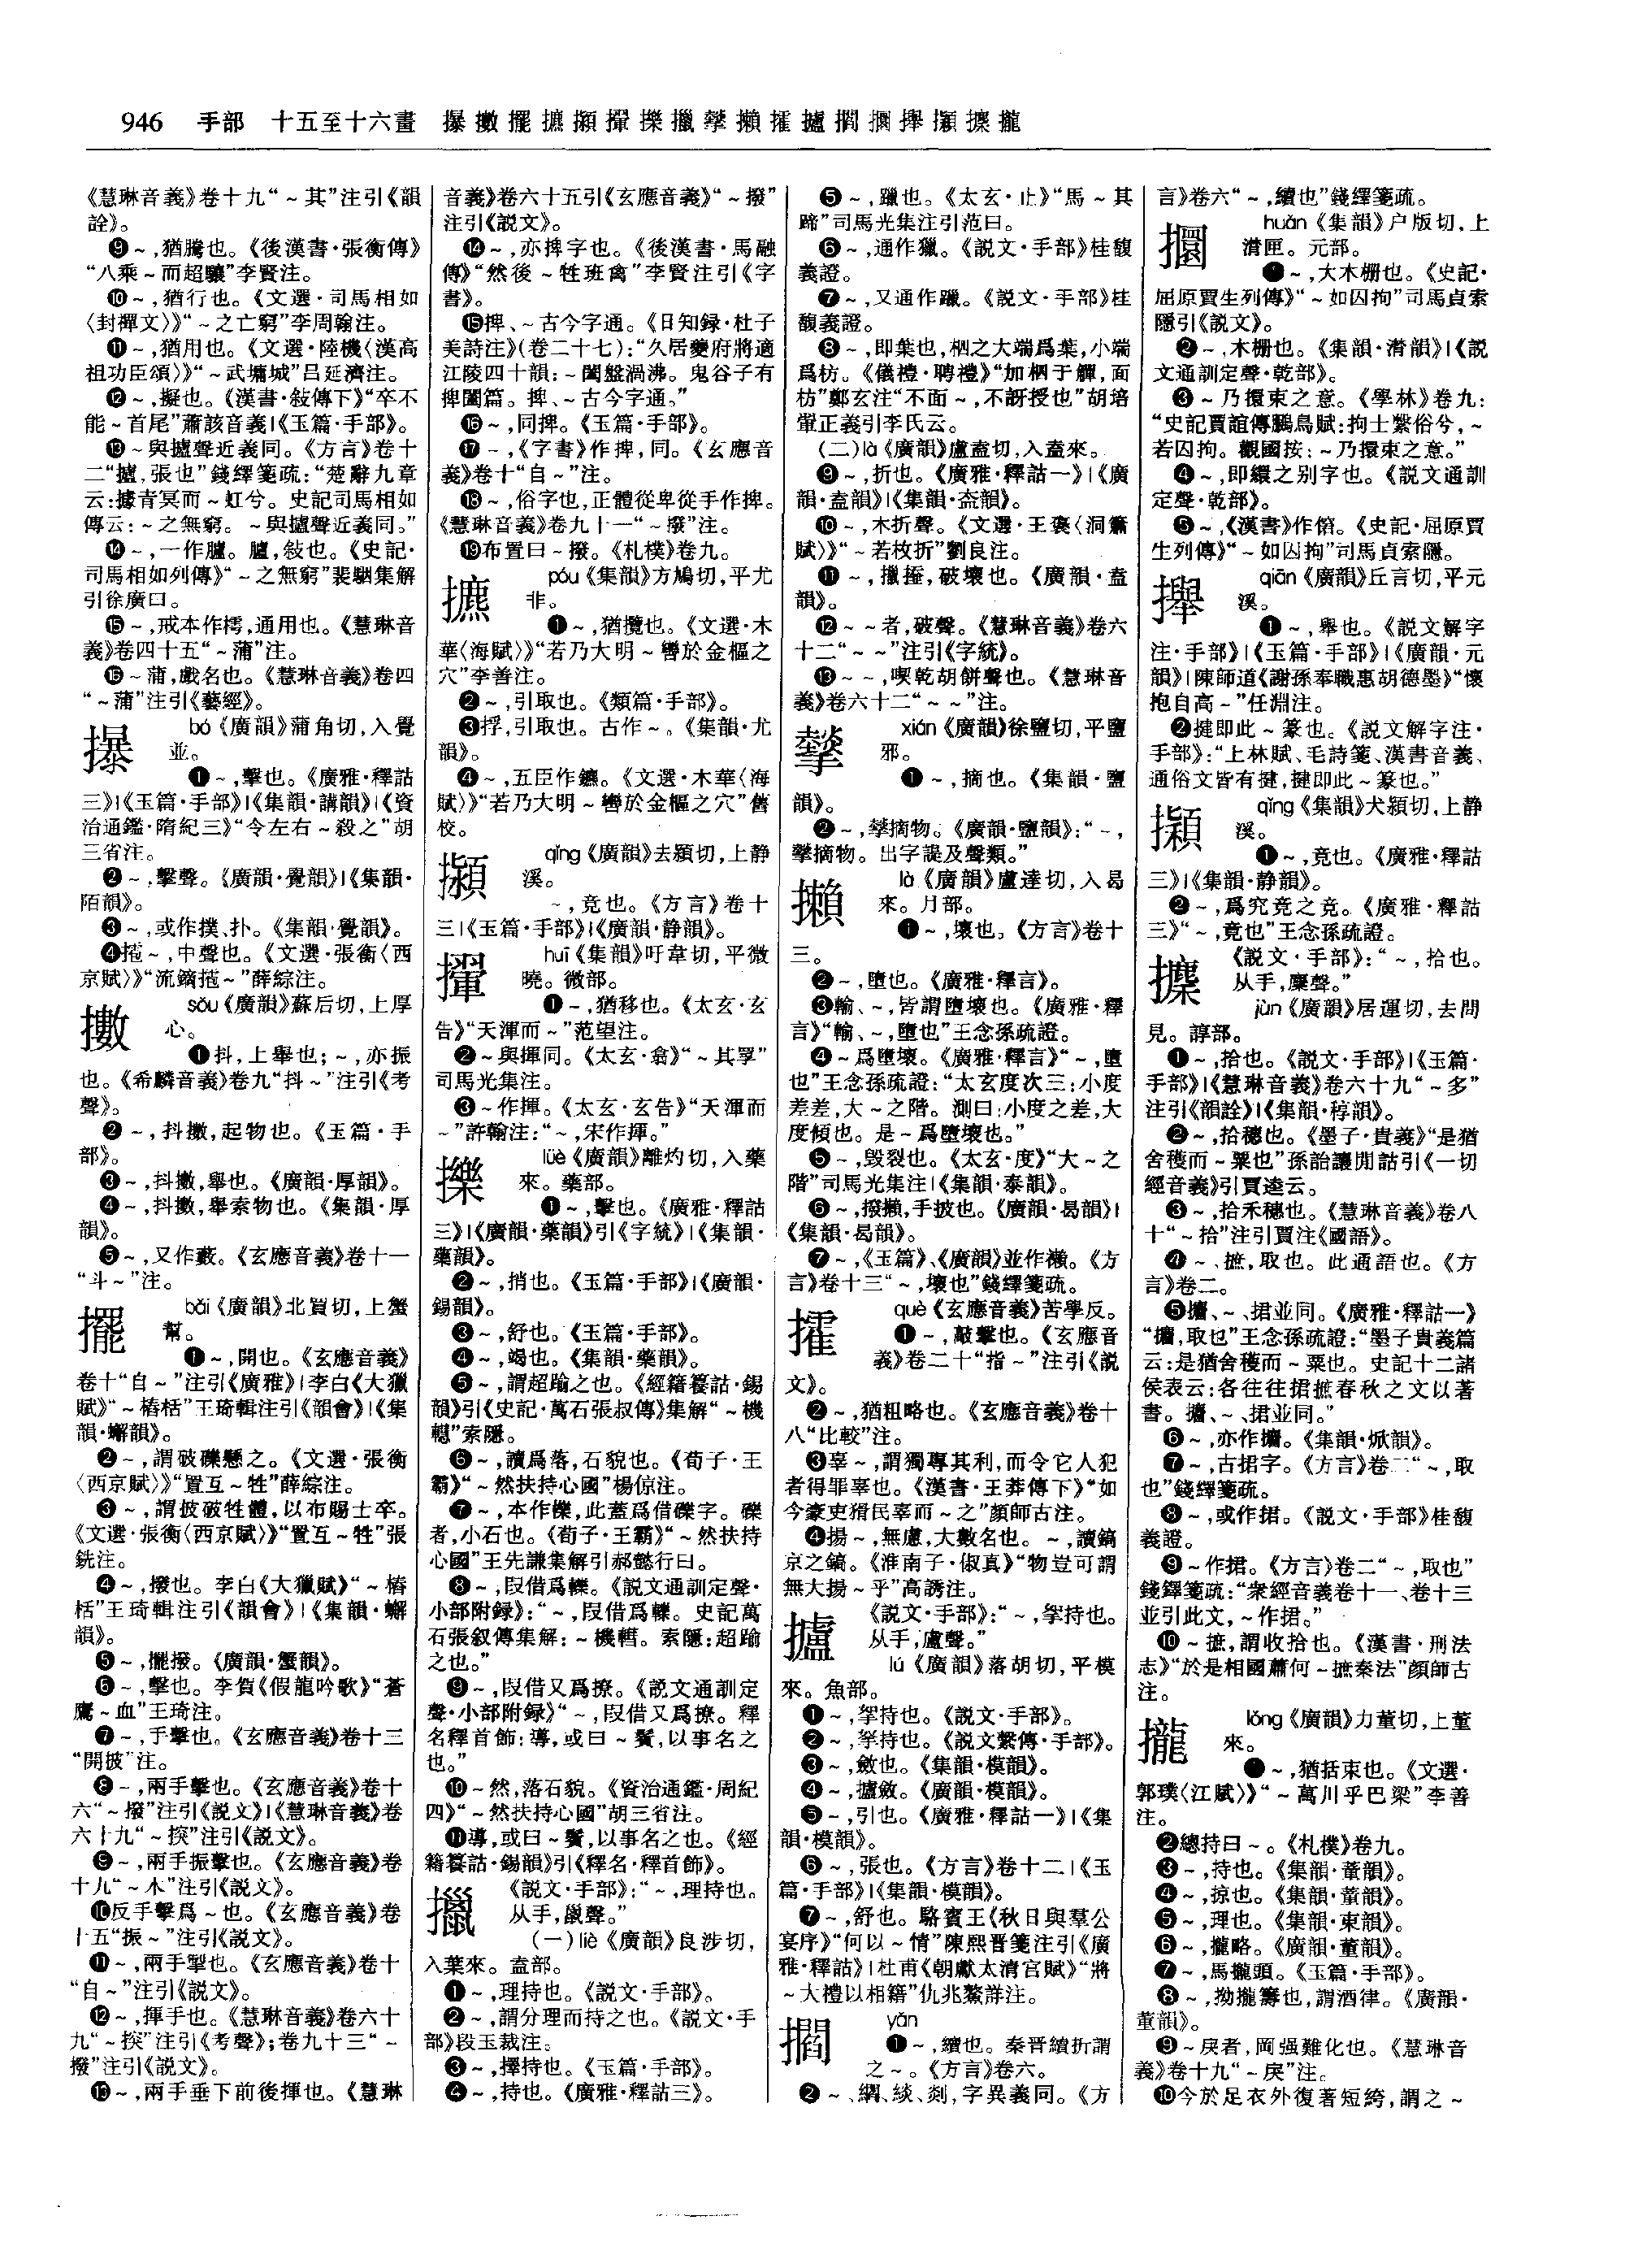 946 手部 十五至十六畫 㩧擻擺摭㩩㩓擽擸㩥攋㩁攎㩄攌㩃㩩攈攏
《慧琳音義》卷十九“～其”注引《韻
詮》。
❾～,猶騰也。《後漢書·張衡傳》
“八乘～而超驤”李賢注。
❿～,猶行也。《文選·司馬相如
〈封禪文〉》“～之亡窮”李周翰注。
⓫～,猶用也。《文選·陸機〈漢高
祖功臣頌〉》“～武墉城”吕延濟注。
⓬～,擬也。《漢書·敍傳下》“卒不
能～首尾”蕭該音義|《玉篇·手部》。
⓭～與攎聲近義同。《方言》卷十
二“攎,張也”錢繹箋疏:“楚辭九章
云:據青冥而～虹兮。史記司馬相如
傳云:～之無窮。～與攎聲近義同。”
⓮～,一作臚。臚,敍也。《史記·
司馬相如列傳》“～之無窮”裴駰集解
引徐廣曰。
⓯～,戒本作摴,通用也。《慧琳音
義》卷四十五“～蒲”注。
⓰～蒲,戲名也。《慧琳音義》卷四
“～蒲”注引《藝經》。
bó《廣韻》蒲角切,入覺
並。
❶～,擊也。《廣雅·釋詁
三》|《玉篇·手部》|《集韻·講韻》|《資
治通鑑·隋紀三》“令左右～殺之”胡
三省注。
❷～,擊聲。《廣韻·覺韻》|《集韻·
陌韻》。
❸～,或作撲、扑。《集韻·覺韻》。
❹㨯～,中聲也。《文選·張衡〈西
京賦〉》“流鏑㨯～”薛綜注。
擻 sǒu《廣韻》蘇后切,上厚
心。
❶抖,上舉也;～,亦振
也。《希麟音義》卷九“抖～”注引《考
聲》。
❷～,抖擻,起物也。《玉篇·手
部》。
❸～,抖擻,舉也。《廣韻·厚韻》。
❹～,抖擻,舉索物也。《集韻·厚
韻》。
❺～,又作藪。《玄應音義》卷十一
“斗～”注。
擺 bǎi《廣韻》北買切,上蟹
幫。
❶～,開也。《玄應音義》
卷十“自～”注引《廣雅》|李白《大獵
賦》“～樁栝”王琦輯注引《韻會》|《集
韻·蠏韻》。
❷～,謂破磔懸之。《文選·張衡
〈西京賦〉》“置互～牲”薛綜注。
❸～,謂披破牲體,以布賜士卒。
《文選·張衡〈西京賦〉》“置互～牲”張
銑注。
❹～,撥也。李白《大獵賦》“～樁
栝”王琦輯注引《韻會》|《集韻·蠏
韻》。
❺～,擺撥。《廣韻·蟹韻》。
❻～,擊也。李賀《假龍吟歌》“蒼
鷹～血”王琦注。
❼～,手擊也。《玄應音義》卷十三
“開披”注。
❽～,兩手擊也。《玄應音義》卷十
六“～撥”注引《説文》|《慧琳音義》卷
六十九“～揬”注引《説文》。
❾～,兩手振擊也。《玄應音義》卷
十九“～木”注引《説文》。
❿反手擊爲～也。《玄應音義》卷
十五“振～”注引《説文》。
⓫～,兩手掣也。《玄應音義》卷十
“自～”注引《説文》。
⓬～,揮手也。《慧琳音義》卷六十
九“～揬”注引《考聲》;卷九十三“～
撥”注引《説文》。
⓭～,兩手垂下前後揮也。《慧琳
音義》卷六十五引《玄應音義》“～撥”
注引《説文》。
⓮～,亦捭字也。《後漢書·馬融
傳》“然後～牲班禽”李賢注引《字
書》。
⓯捭、～古今字通。《日知録·杜子
美詩注》(卷二十七):“久居夔府將適
江陵四十韻:～闔盤渦沸。鬼谷子有
捭闔篇。捭、～古今字通。”
⓰～,同捭。《玉篇·手部》。
⓱～,《字書》作捭,同。《玄應音
義》卷十“自～”注。
⓲～,俗字也,正體從卑從手作捭。
《慧琳音義》卷九十一“～撥”注。
⓳布置曰～撥。《札樸》卷九。
póu《集韻》方鳩切,平尤
非。
❶～,猶攬也。《文選·木
華〈海賦〉》“若乃大明～轡於金樞之
穴”李善注。
❷～,引取也。《類篇·手部》。
❸捊,引取也。古作～。《集韻·尤
韻》。
❹～,五臣作鑣。《文選·木華〈海
賦〉》“若乃大明～轡於金樞之穴”舊
校。
qǐng《廣韻》去潁切,上静
溪。
～,竞也。《方言》卷十
三|《玉篇·手部》|《廣韻·静韻》。
huī《集韻》吁韋切,平微
曉。微部。
❶～,猶移也。《太玄·玄
告》“天渾而～”范望注。
❷～與揮同。《太玄·翕》“～其罦”
司馬光集注。
❸～作揮。《太玄·玄告》“天渾而
～”許翰注:“～,宋作揮。”
擽 lüè《廣韻》離灼切,入藥
來。藥部。
❶～,擊也。《廣雅·釋詁
三》|《廣韻·藥韻》引《字統》|《集韻·
藥韻》。
❷～,捎也。《玉篇·手部》|《廣韻·
錫韻》。
❸～,舒也。《玉篇·手部》。
❹～,竭也。《集韻·藥韻》。
❺～,謂超踰之也。《經籍籑詁·錫
韻》引《史記·萬石張叔傳》集解“～機
轊”索隱。
❻～,讀爲落,石貌也。《荀子·王
霸》“～然扶持心國”楊倞注。
❼～,本作櫟,此蓋爲借礫字。礫
者,小石也。《荀子·王霸》“～然扶持
心國”王先謙集解引郝懿行曰。
❽～,叚借爲轢。《説文通訓定聲·
小部附録》:“～,叚借爲轢。史記萬
石張叙傳集解:～機轊。索隱:超踰
之也。”
❾～,叚借又爲撩。《説文通訓定
聲·小部附録》“～,叚借又爲撩。釋
名釋首飾:導,或曰～鬢,以事名之
也。”
❿～然,落石貌。《資治通鑑·周紀
四》“～然扶持心國”胡三省注。
⓫導,或曰～鬢,以事名之也。《經
籍籑詁·錫韻》引《釋名·釋首飾》。
擸 《説文·手部》:“～,理持也。
从手,巤聲。”
(一)liè《廣韻》良涉切,
入葉來。盍部。
❶～,理持也。《説文·手部》。
❷～,謂分理而持之也。《説文·手
部》段玉裁注。
❸～,擇持也。《玉篇·手部》。
❹～,持也。《廣雅·釋詁三》。
❺～,躐也。《太玄·止》“馬～其
蹄”司馬光集注引范曰。
❻～,通作獵。《説文·手部》桂馥
義證。
❼～,又通作躐。《説文·手部》桂
馥義證。
❽～,即葉也,柶之大端爲葉,小端
爲枋。《儀禮·聘禮》“加柶于觶,面
枋”鄭玄注“不面～,不訝授也”胡培
翬正義引李氏云。
(二)là《廣韻》盧盍切,入盍來。
❾～,折也。《廣雅·釋詁一》|《廣
韻·盍韻》|《集韻·盇韻》。
❿～,木折聲。《文選·王褒〈洞簫
賦〉》“～若枚折”劉良注。
⓫～,擸𢶍,破壞也。《廣韻·盍
韻》。
⓬～～者,破聲。《慧琳音義》卷六
十二“～～”注引《字統》。
⓭～～,喫乾胡餅聲也。《慧琳音
義》卷六十二“～～”注。
xián《廣韻》徐鹽切,平鹽
邪。
❶～,摘也。《集韻·鹽
韻》。
❷～,㩥摘物。《廣韻·鹽韻》:“～,
㩥摘物。出字諟及聲類。”
攋 là《廣韻》盧達切,入曷
來。月部。
❶～,壞也。《方言》卷十
三。
❷～,墮也。《廣雅·釋言》。
❸輸、～,皆謂墮壞也。《廣雅·釋
言》“輸、～,墮也”王念孫疏證。
❹～爲墮壞。《廣雅·釋言》“～,墮
也”王念孫疏證:“太玄度次三:小度
差差,大～之階。測曰:小度之差,大
度傾也。是～爲墮壞也。”
❺～,毁裂也。《太玄·度》“大～之
階”司馬光集注|《集韻·泰韻》。
❻～,撥攋,手披也。《廣韻·曷韻》|
《集韻·曷韻》。
❼～,《玉篇》、《廣韻》並作襰。《方
言》卷十三“～,壞也”錢繹箋疏。
㩁 què《玄應音義》苦學反。
❶～,敲擊也。《玄應音
義》卷二十“指～”注引《説
文》。
❷～,猶粗略也。《玄應音義》卷十
八“比較”注。
❸辜～,謂獨專其利,而令它人犯
者得罪辜也。《漢書·王莽傳下》“如
今豪吏猾民辜而～之”顔師古注。
❹揚～,無慮,大數名也。～,讀鎬
京之鎬。《淮南子·俶真》“物豈可謂
無大揚～乎”高誘注。
攎 《説文·手部》:“～,挐持也。
从手,盧聲。”
lú《廣韻》落胡切,平模
來。魚部。
❶～,挐持也。《説文·手部》。
❷～,拏持也。《説文繫傳·手部》。
❸～,斂也。《集韻·模韻》。
❹～,攎斂。《廣韻·模韻》。
❺～,引也。《廣雅·釋詁一》|《集
韻·模韻》。
❻～,張也。《方言》卷十二|《玉
篇·手部》|《集韻·模韻》。
❼～,舒也。駱賓王《秋日與羣公
宴序》“何以～情”陳熙晋箋注引《廣
雅·釋詁》|杜甫《朝獻太清宫賦》“將
～大禮以相籍”仇兆鰲詳注。
yán
❶～,續也。秦晋續折謂
之～。《方言》卷六。
❷～、繝、緂、剡,字異義同。《方
言》卷六“～,續也”錢繹箋疏。
攌 huǎn《集韻》户版切,上
潸匣。元部。
❶～,大木栅也。《史記·
屈原賈生列傳》“～如囚拘”司馬貞索
隱引《説文》。
❷～,木栅也。《集韻·潸韻》|《説
文通訓定聲·乾部》。
❸～乃擐束之意。《學林》卷九:
“史記賈誼傳鵩鳥賦:拘士繫俗兮,～
若囚拘。觀國按:～乃擐束之意。”
❹～,即繯之别字也。《説文通訓
定聲·乾部》。
❺～,《漢書》作僒。《史記·屈原賈
生列傳》“～如囚拘”司馬貞索隱。
qiān《廣韻》丘言切,平元
溪。
❶～,舉也。《説文解字
注·手部》|《玉篇·手部》|《廣韻·元
韻》|陳師道《謝孫奉職惠胡德墨》“懷
抱自高～”任淵注。
❷揵即此～篆也。《説文解字注·
手部》:“上林賦、毛詩箋、漢書音義、
通俗文皆有揵,揵即此～篆也。”
qǐng《集韻》犬潁切,上静
溪。
❶～,竟也。《廣雅·釋詁
三》|《集韻·静韻》。
❷～,爲究竞之竞。《廣雅·釋詁
三》“～,竟也”王念孫疏證。
攈 《説文·手部》:“～,拾也。
从手,麇聲。”
jùn《廣韻》居運切,去問
見。諄部。
❶～,拾也。《説文·手部》|《玉篇·
手部》|《慧琳音義》卷六十九“～多”
注引《韻詮》|《集韻·稕韻》。
❷～,拾穗也。《墨子·貴義》“是猶
舍穫而～粟也”孫詒讓閒詁引《一切
經音義》引賈逵云。
❸～,拾禾穗也。《慧琳音義》卷八
十“～拾”注引賈注《國語》。
❹～、摭,取也。此通語也。《方
言》卷二。
❺攟、～、捃並同。《廣雅·釋詁一》
“攟,取也”王念孫疏證:“墨子貴義篇
云:是猶舍穫而～粟也。史記十二諸
侯表云:各往往捃摭春秋之文以著
書。攟、～、捃並同。”
❻～,亦作攟。《集韻·焮韻》。
❼～,古捃字。《方言》卷二“～,取
也”錢繹箋疏。
❽～,或作捃。《説文·手部》桂馥
義證。
❾～作捃。《方言》卷二“～,取也”
錢繹箋疏:“衆經音義卷十一、卷十三
並引此文,～作捃。”
❿～摭,謂收拾也。《漢書·刑法
志》“於是相國蕭何～摭秦法”顔師古
注。
攏 lǒng《廣韻》力董切,上董
來。
❶～,猶括束也。《文選·
郭璞〈江賦〉》“～萬川乎巴梁”李善
注。
❷總持曰～。《札樸》卷九。
❸～,持也。《集韻·董韻》。
❹～,掠也。《集韻·董韻》。
❺～,理也。《集韻·東韻》。
❻～,攏略。《廣韻·董韻》。
❼～,馬攏頭。《玉篇·手部》。
❽～,拗攏籌也,謂酒律。《廣韻·
董韻》。
❾～戾者,岡强難化也。《慧琳音
義》卷十九“～戾”注。
❿今於足衣外復著短袴,謂之～